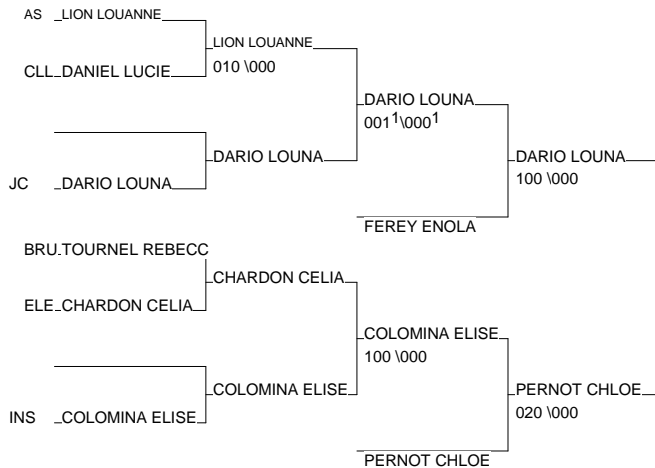 AS LION LOUANNE
LION LOUANNE
010 \000
CLL DANIEL LUCIE
DARIO LOUNA
001¹\000¹
DARIO LOUNA
DARIO LOUNA
100 \000
JC DARIO LOUNA
FEREY ENOLA
BRU TOURNEL REBECC
CHARDON CELIA
ELE CHARDON CELIA
COLOMINA ELISE
100 \000
COLOMINA ELISE
PERNOT CHLOE
020 \000
INS COLOMINA ELISE
PERNOT CHLOE